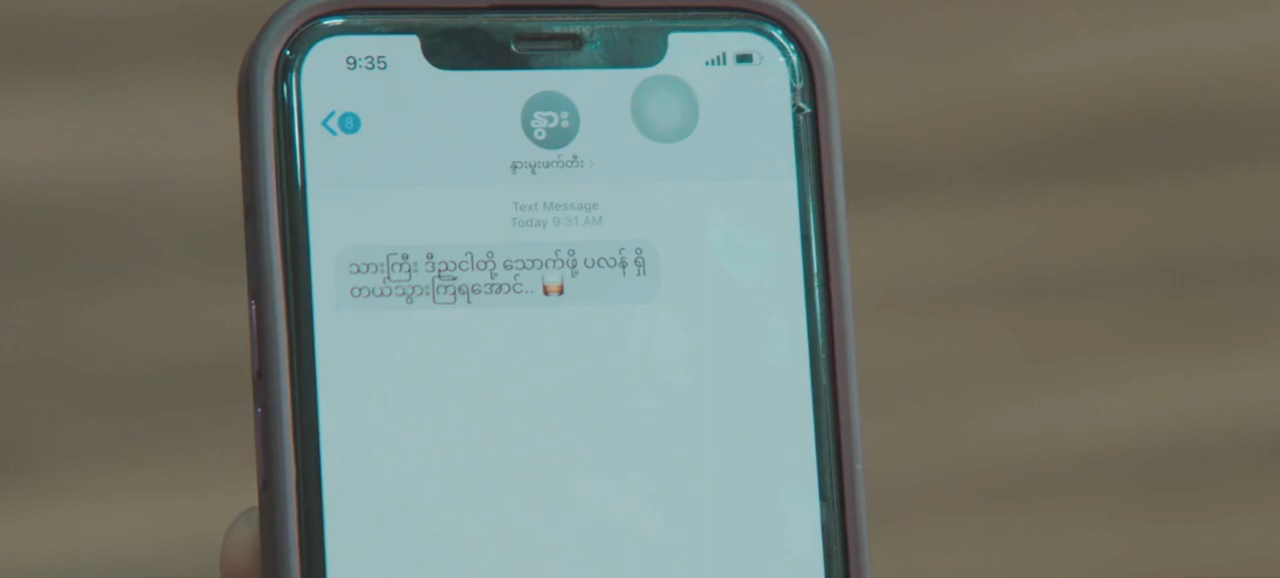 9:35
8
နွား
နွားမူးဖက်တီး
Text Message
Today 9:31 AM
သားကြီး ဒီညငါတို့ သောက်ဖို့ ပလန် ရှိ
တယ်သွားကြရအောင်.. 🥃